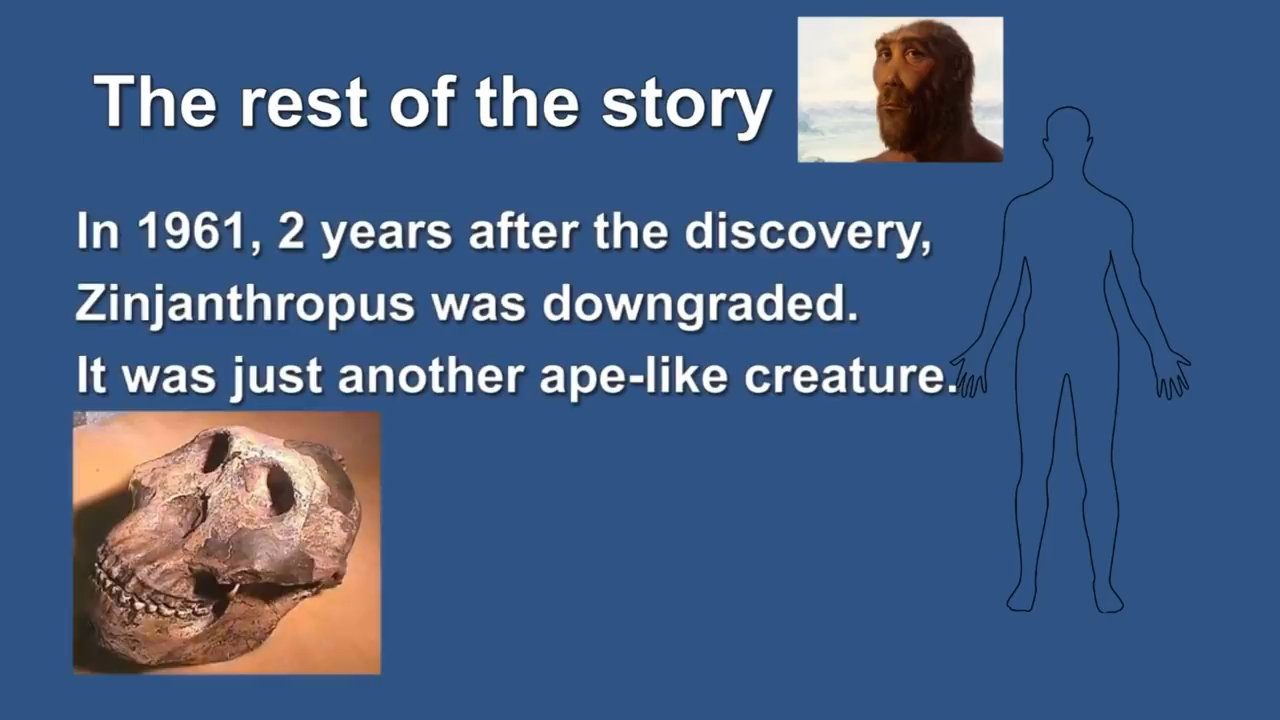 The rest of the story
In 1961, 2 years after the discovery,
Zinjanthropus was downgraded.
It was just another ape-like creature.